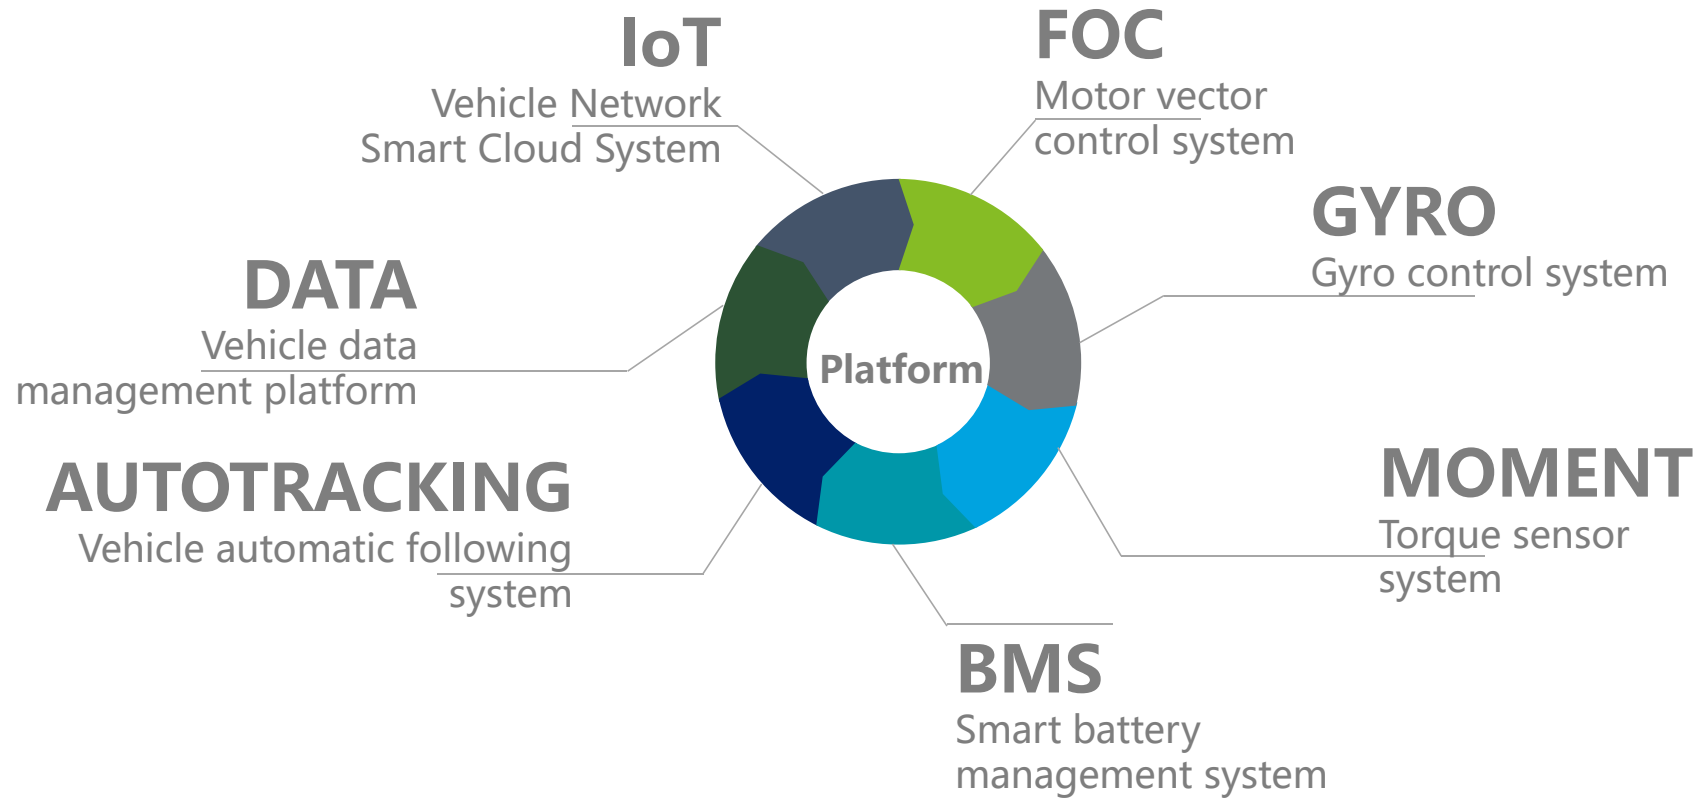 IoT
Vehicle Network
Smart Cloud System
FOC
Motor vector
control system
GYRO
Gyro control system
DATA
Vehicle data
management platform
Platform
AUTOTRACKING
Vehicle automatic following
system
MOMENT
Torque sensor
system
BMS
Smart battery
management system